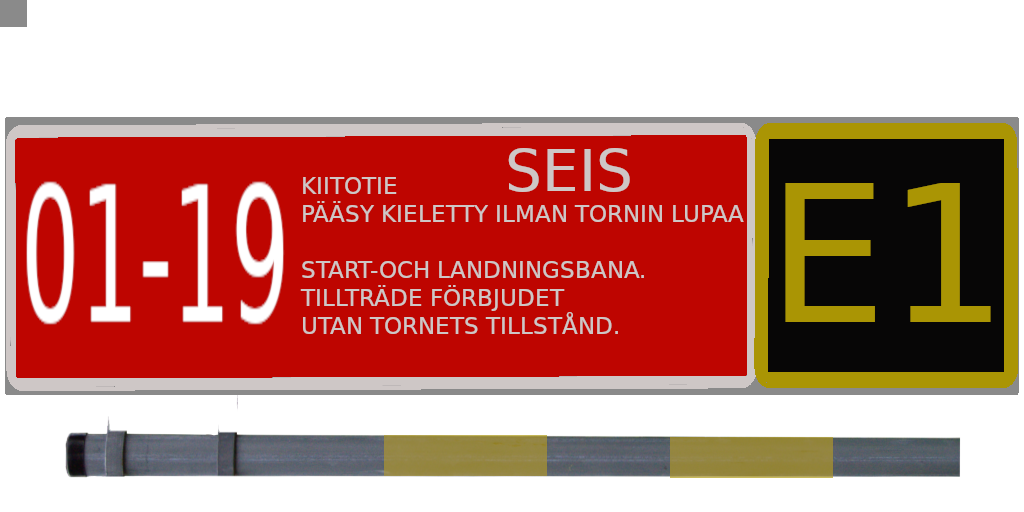 01-19
SEIS
KIITOTIE
PÄÄSY KIELETTY ILMAN TORNIN LUPAA
START-OCH LANDNINGSBANA.
TILLTRÄDE FÖRBJUDET
UTAN TORNETS TILLSTÅND.
E1